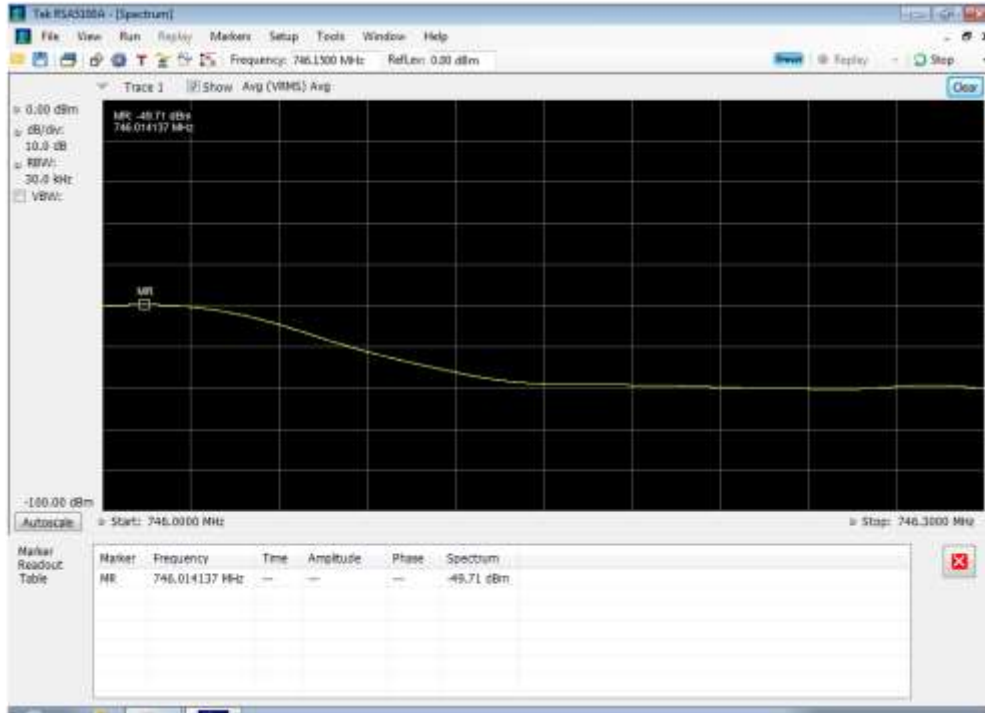 Tek RSA5100A - [Spectrum]
File View Run Replay Markers Setup Tools Window Help
Frequency: 746.1500 MHz RefLev: 0.00 dBm Preset Replay Stop
Trace 1 Show Avg (VRMS) Avg Clear
0.00 dBm
dB/div:
10.0 dB
RBW:
30.0 kHz
VBW:
MR: -49.71 dBm
746.014137 MHz
MR
-100.00 dBm
Autoscale Start: 746.0000 MHz Stop: 746.3000 MHz
Marker
Readout
Table
Marker Frequency Time Amplitude Phase Spectrum
MR 746.014137 MHz --- --- --- -49.71 dBm